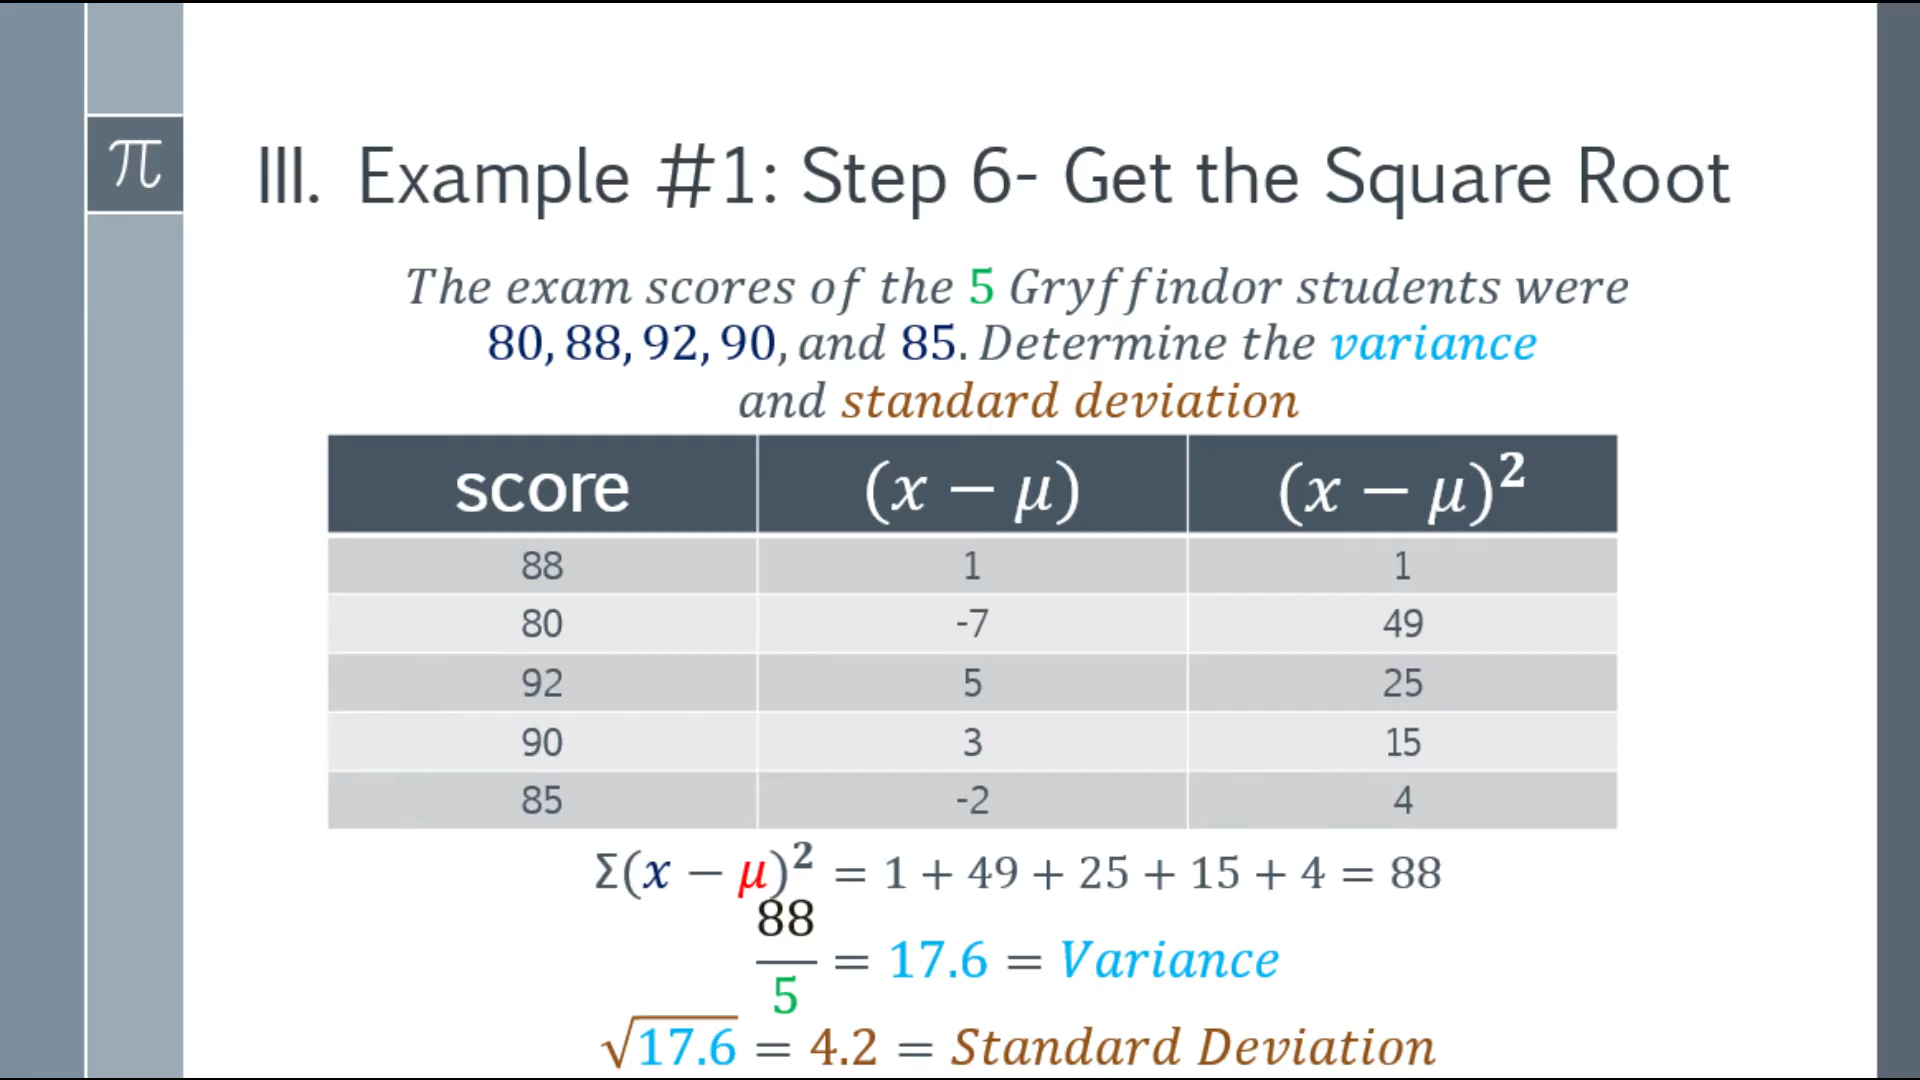 π
III. Example #1: Step 6- Get the Square Root
The exam scores of the 5 Gryffindor students were
80, 88, 92, 90, and 85. Determine the variance
and standard deviation
score (x − μ) (x − μ)²
88 1 1
80 -7 49
92 5 25
90 3 15
85 -2 4
Σ(x − μ)² = 1 + 49 + 25 + 15 + 4 = 88
88/5 = 17.6 = Variance
√17.6 = 4.2 = Standard Deviation